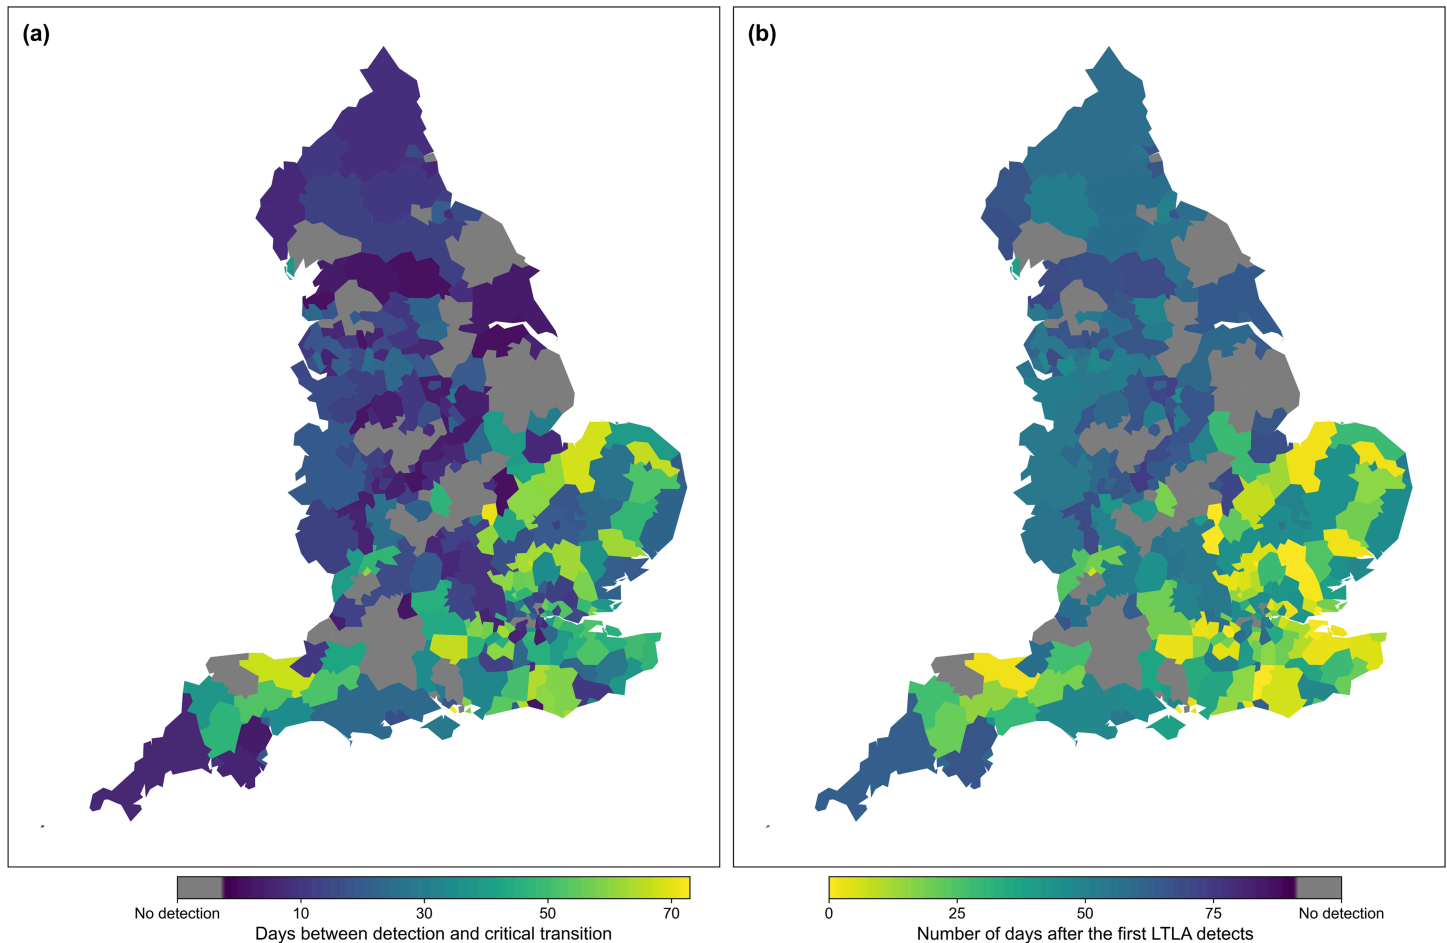 (a)
(b)
No detection 10 30 50 70
Days between detection and critical transition
0 25 50 75 No detection
Number of days after the first LTLA detects